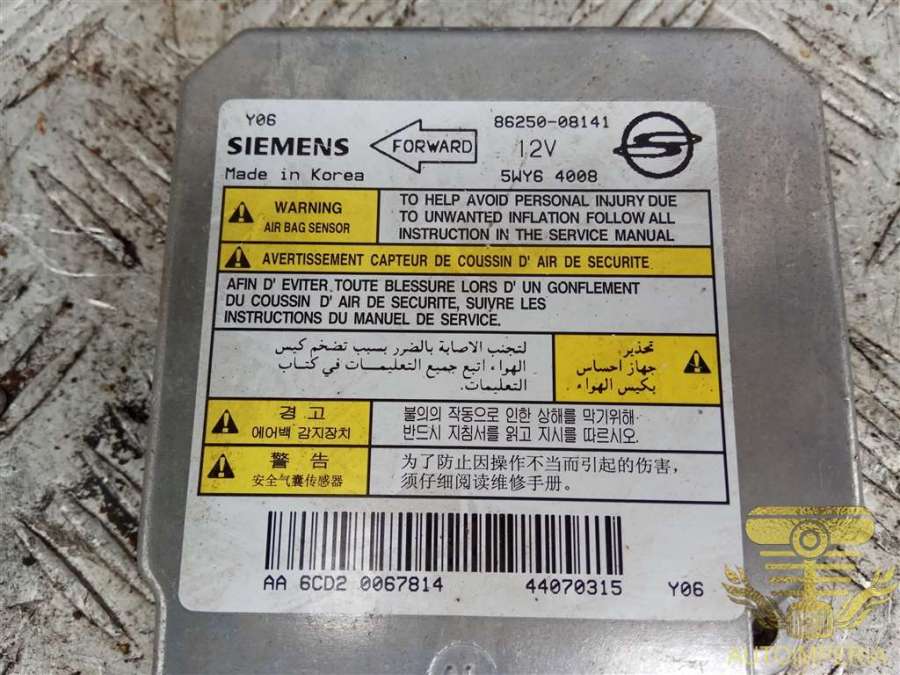 Y06
86250-08141
SIEMENS
FORWARD
12V
Made in Korea
5WY6 4008
WARNING
AIR BAG SENSOR
TO HELP AVOID PERSONAL INJURY DUE
TO UNWANTED INFLATION FOLLOW ALL
INSTRUCTION IN THE SERVICE MANUAL
AVERTISSEMENT CAPTEUR DE COUSSIN D' AIR DE SECURITE
AFIN D' EVITER TOUTE BLESSURE LORS D' UN GONFLEMENT
DU COUSSIN D' AIR DE SECURITE, SUIVRE LES
INSTRUCTIONS DU MANUEL DE SERVICE.
تحذير
جهاز احساس
بكيس الهواء
لتجنب الاصابة بالضرر بسبب تضخم كيس
الهواء اتبع جميع التعليمات في كتاب
التعليمات.
경 고
에어백 감지장치
불의의 작동으로 인한 상해를 막기위해
반드시 지침서를 읽고 지시를 따르시오.
警 告
安全气囊传感器
为了防止因操作不当而引起的伤害，
须仔细阅读维修手册。
AA 6CD2 0067814
44070315
Y06
AUTOIMPERIA